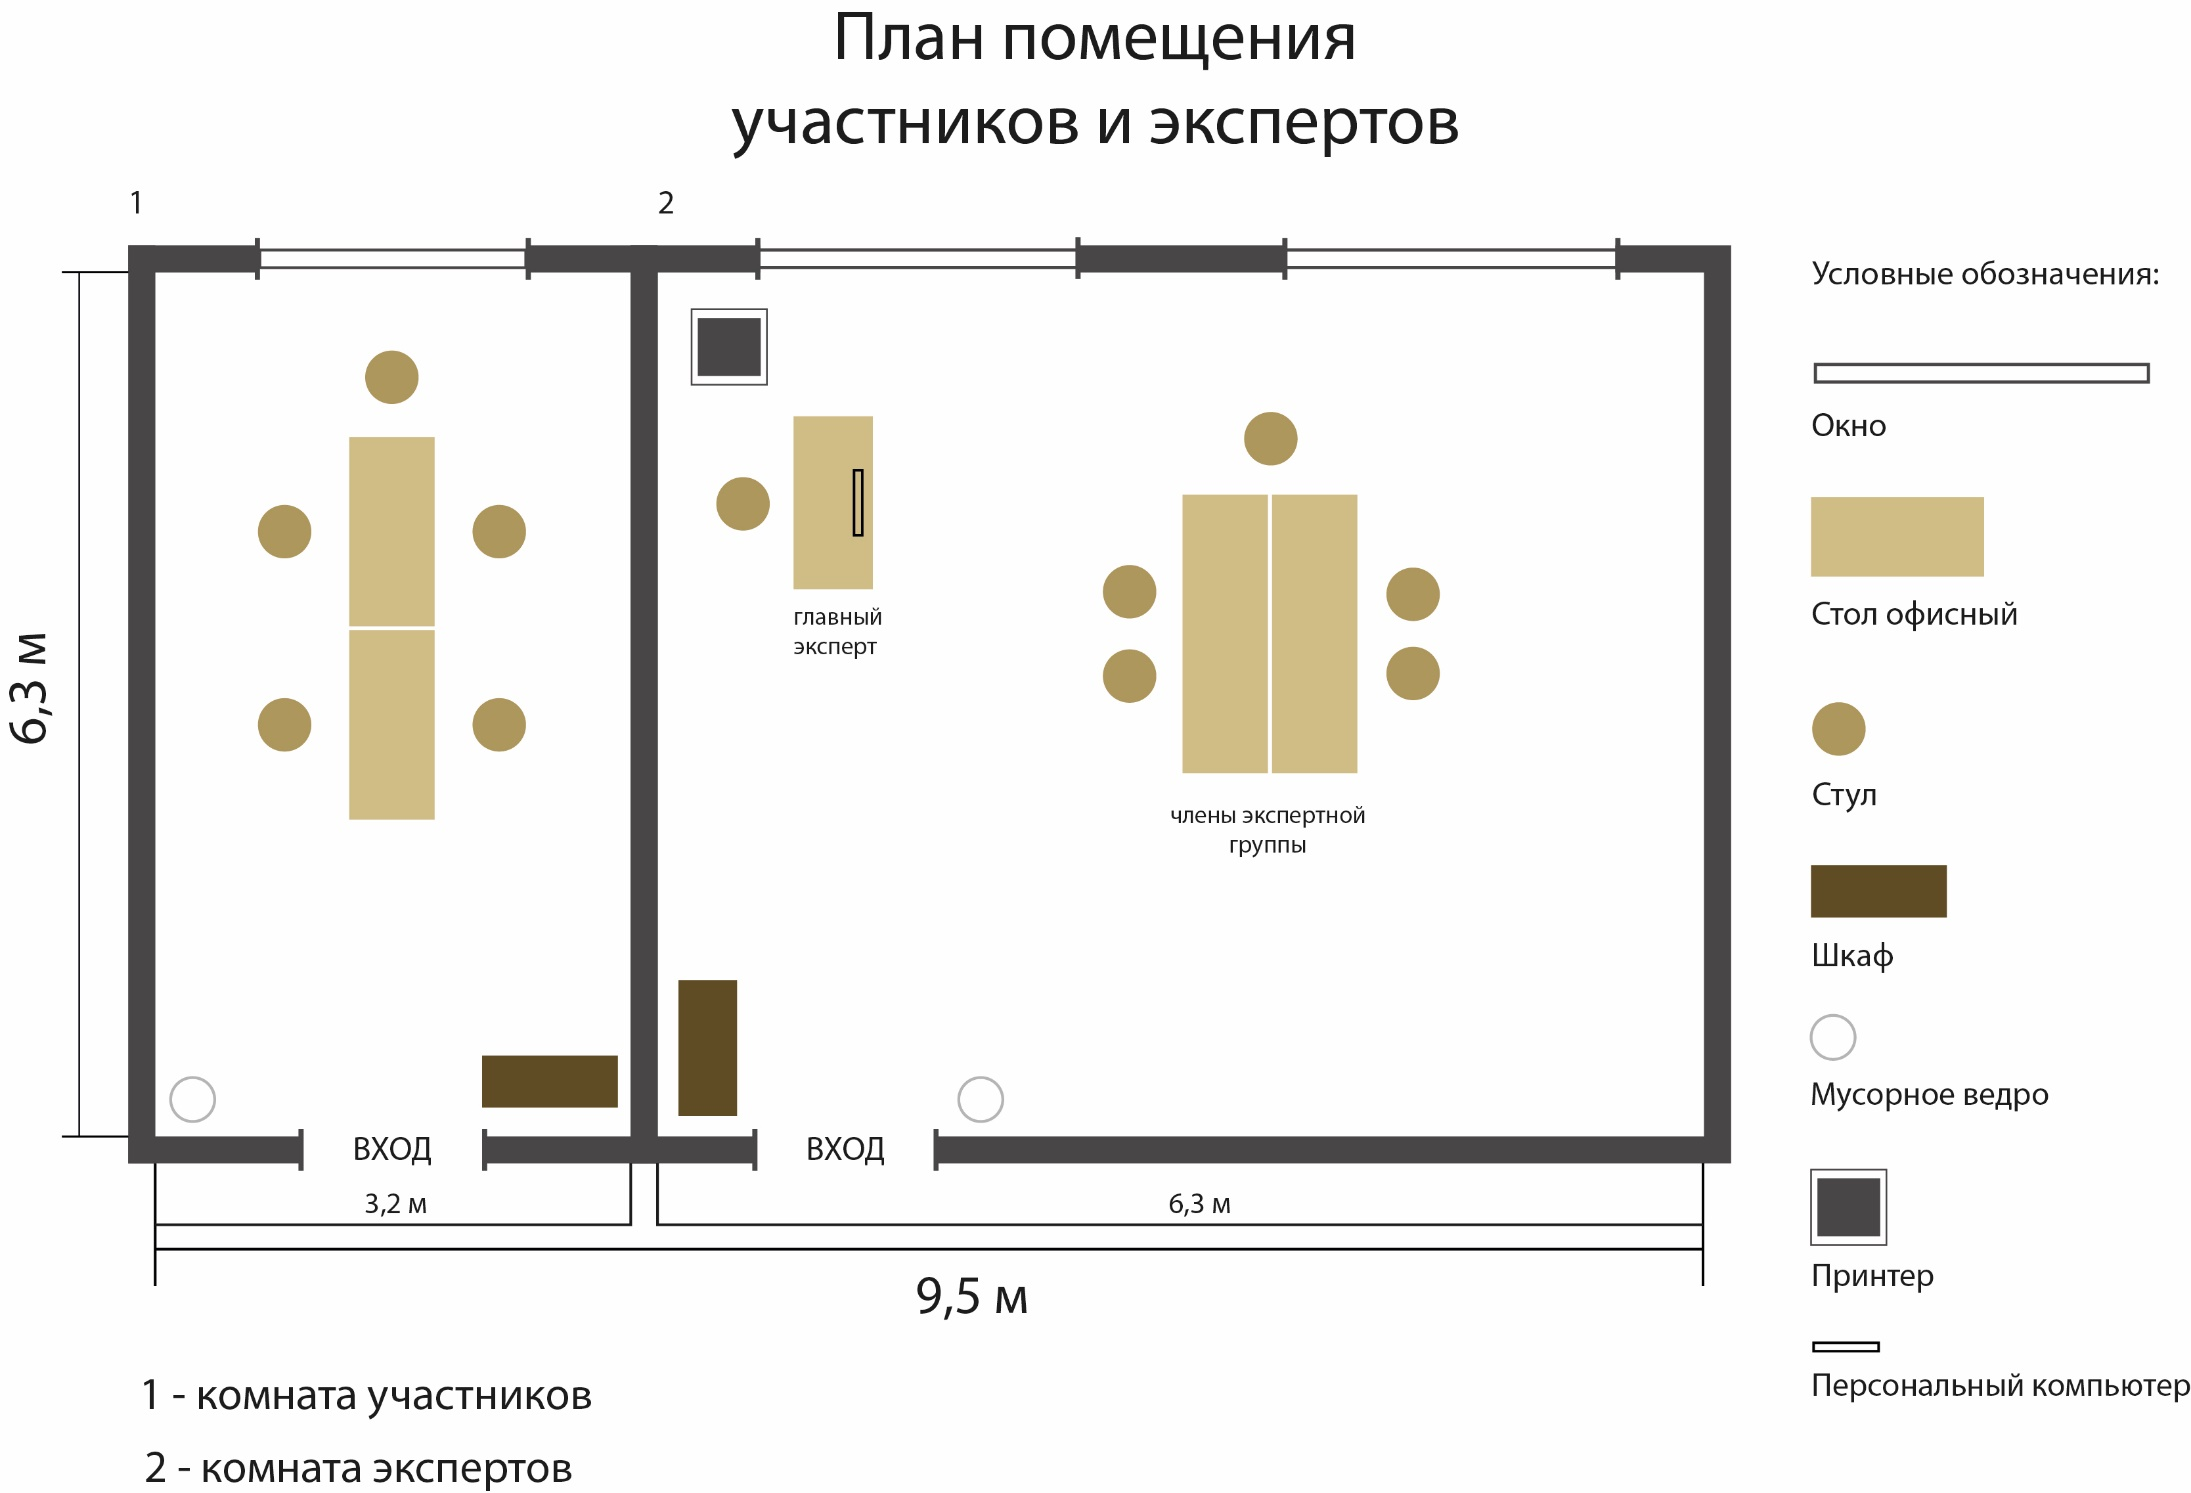 План помещения
участников и экспертов
1
2
Условные обозначения:
Окно
Стол офисный
главный
эксперт
6,3 м
Стул
члены экспертной
группы
Шкаф
Мусорное ведро
ВХОД
ВХОД
3,2 м
6,3 м
Принтер
9,5 м
Персональный компьютер
1 - комната участников
2 - комната экспертов